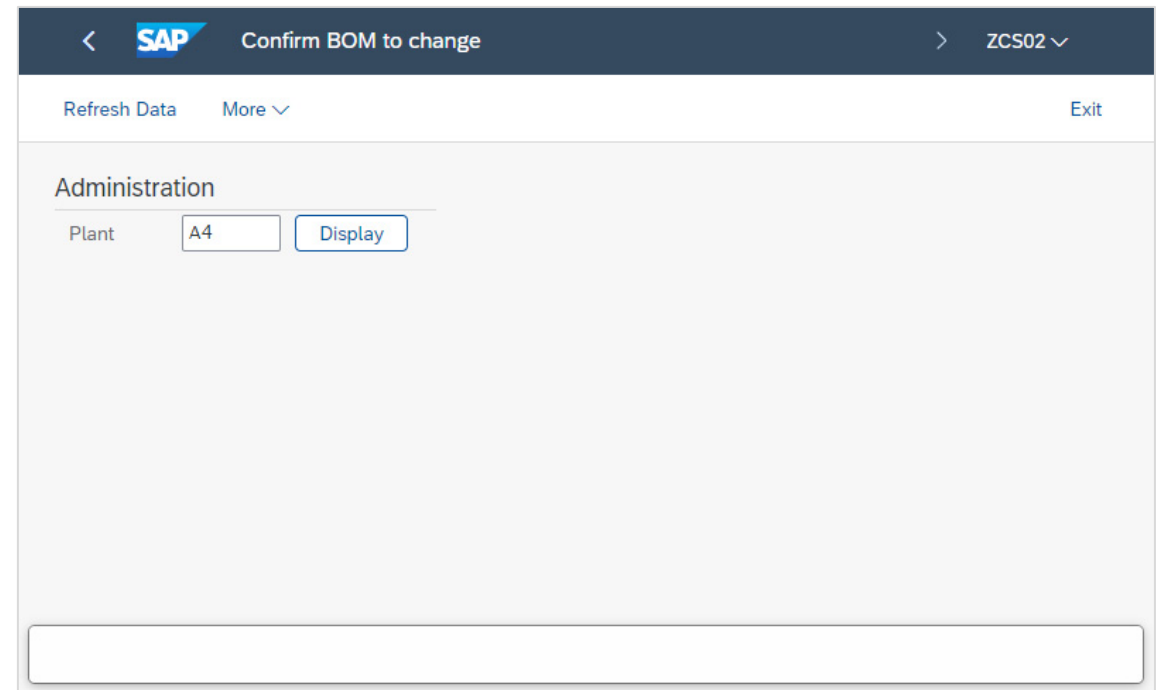 SAP Confirm BOM to change ZCS02
Refresh Data More Exit
Administration
Plant A4 Display